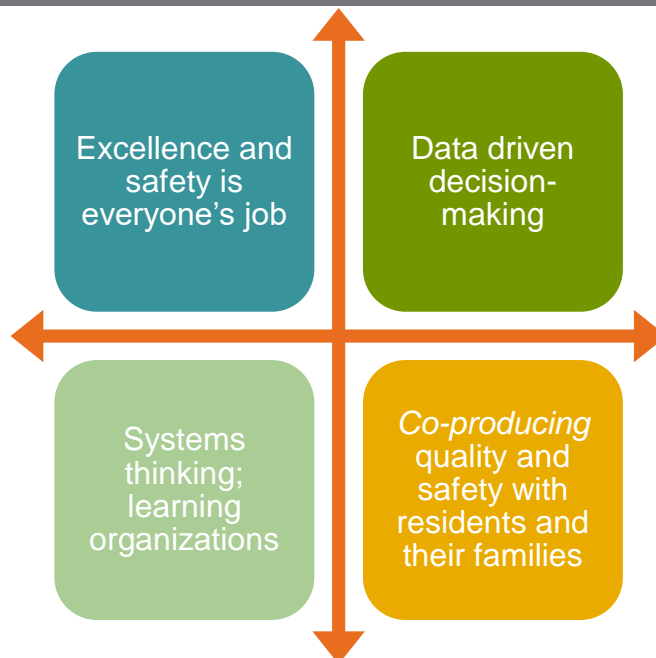 Excellence and
safety is
everyone’s job
Data driven
decision-
making
Systems
thinking;
learning
organizations
Co-producing
quality and
safety with
residents and
their families